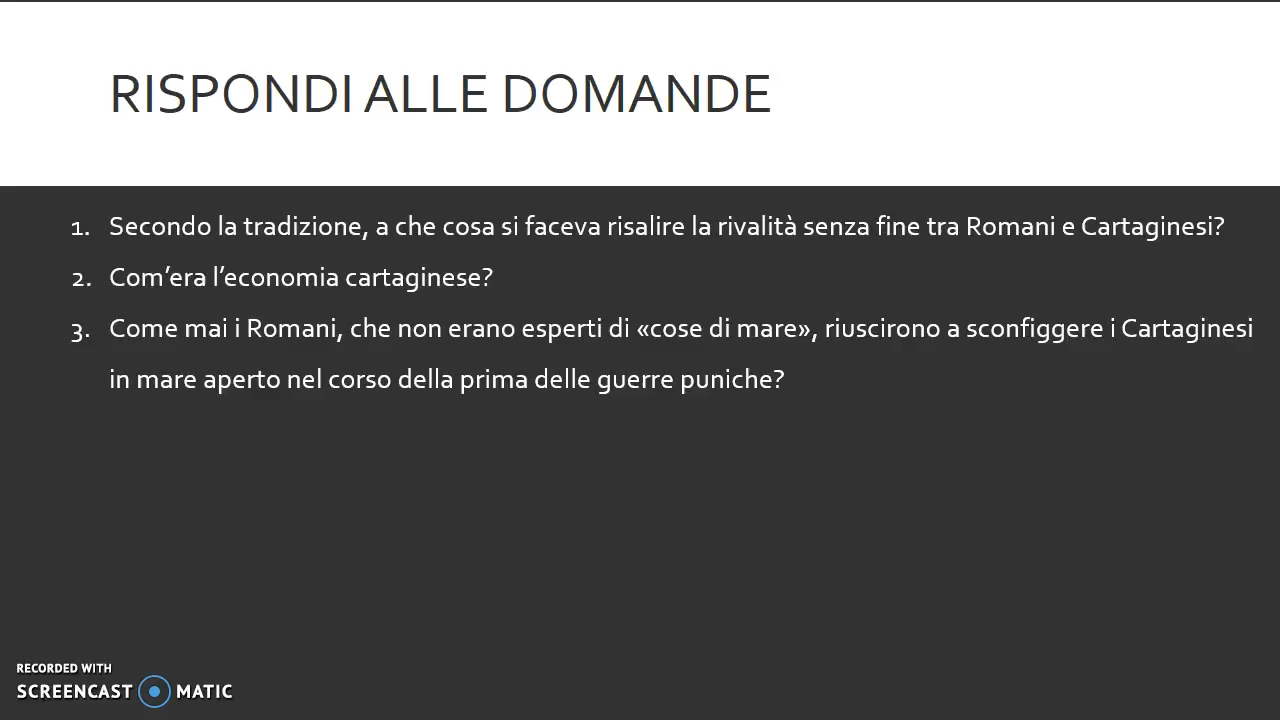 RISPONDI ALLE DOMANDE
1. Secondo la tradizione, a che cosa si faceva risalire la rivalità senza fine tra Romani e Cartaginesi?
2. Com’era l’economia cartaginese?
3. Come mai i Romani, che non erano esperti di «cose di mare», riuscirono a sconfiggere i Cartaginesi
in mare aperto nel corso della prima delle guerre puniche?
RECORDED WITH
SCREENCAST MATIC